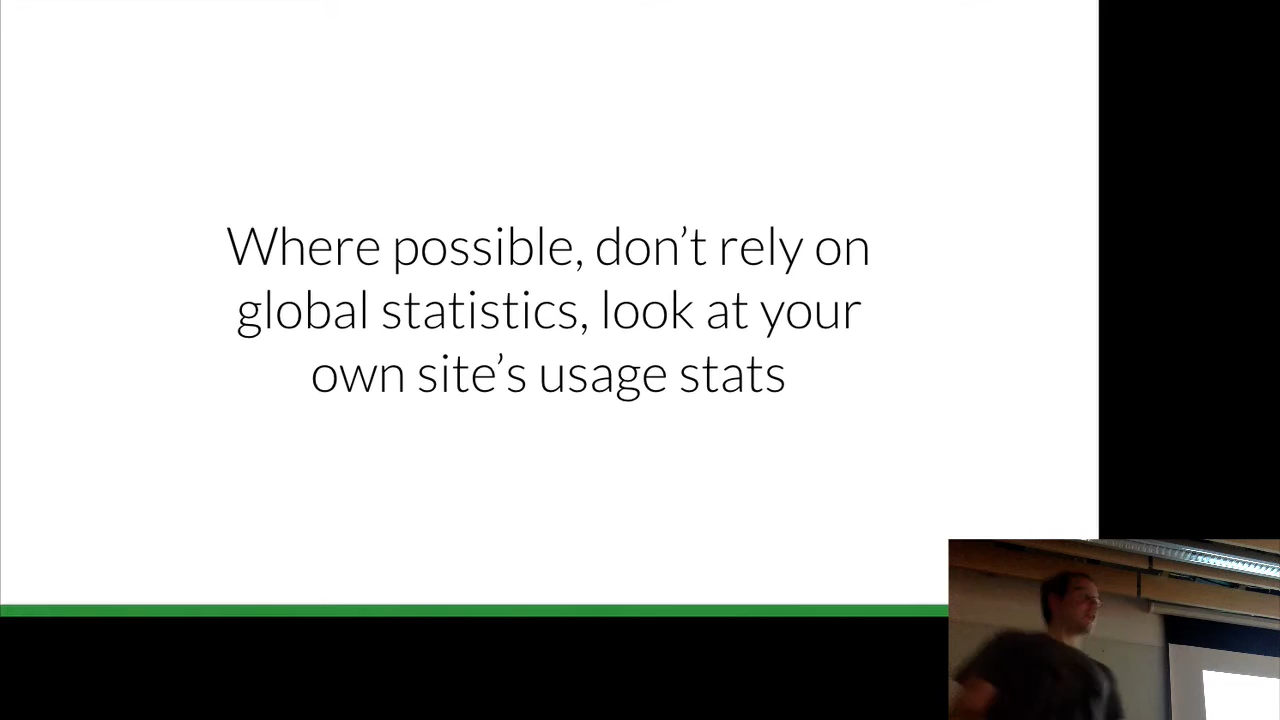 Where possible, don’t rely on
global statistics, look at your
own site’s usage stats